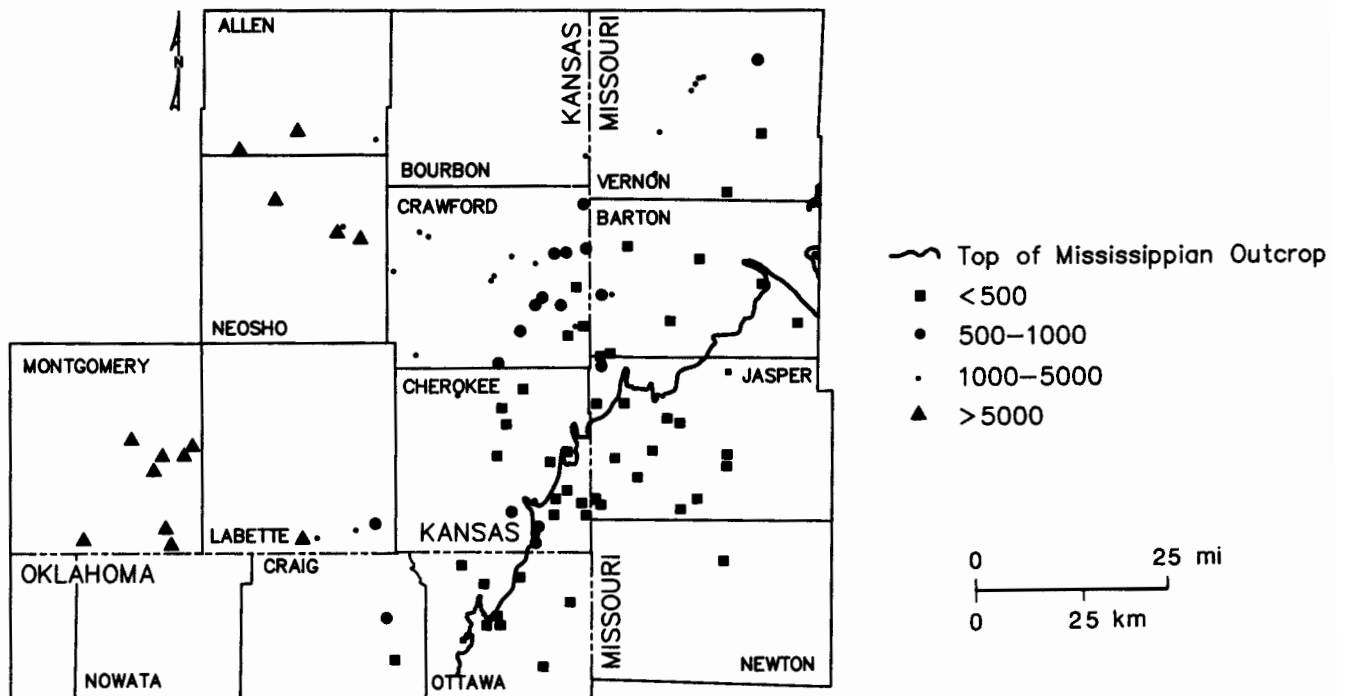 ALLEN
KANSAS
MISSOURI
N
BOURBON
VERNON
CRAWFORD
BARTON
Top of Mississippian Outcrop
<500
500–1000
1000–5000
>5000
NEOSHO
MONTGOMERY
CHEROKEE
JASPER
LABETTE
KANSAS
OKLAHOMA
CRAIG
MISSOURI
0 25 mi
0 25 km
NOWATA
OTTAWA
NEWTON